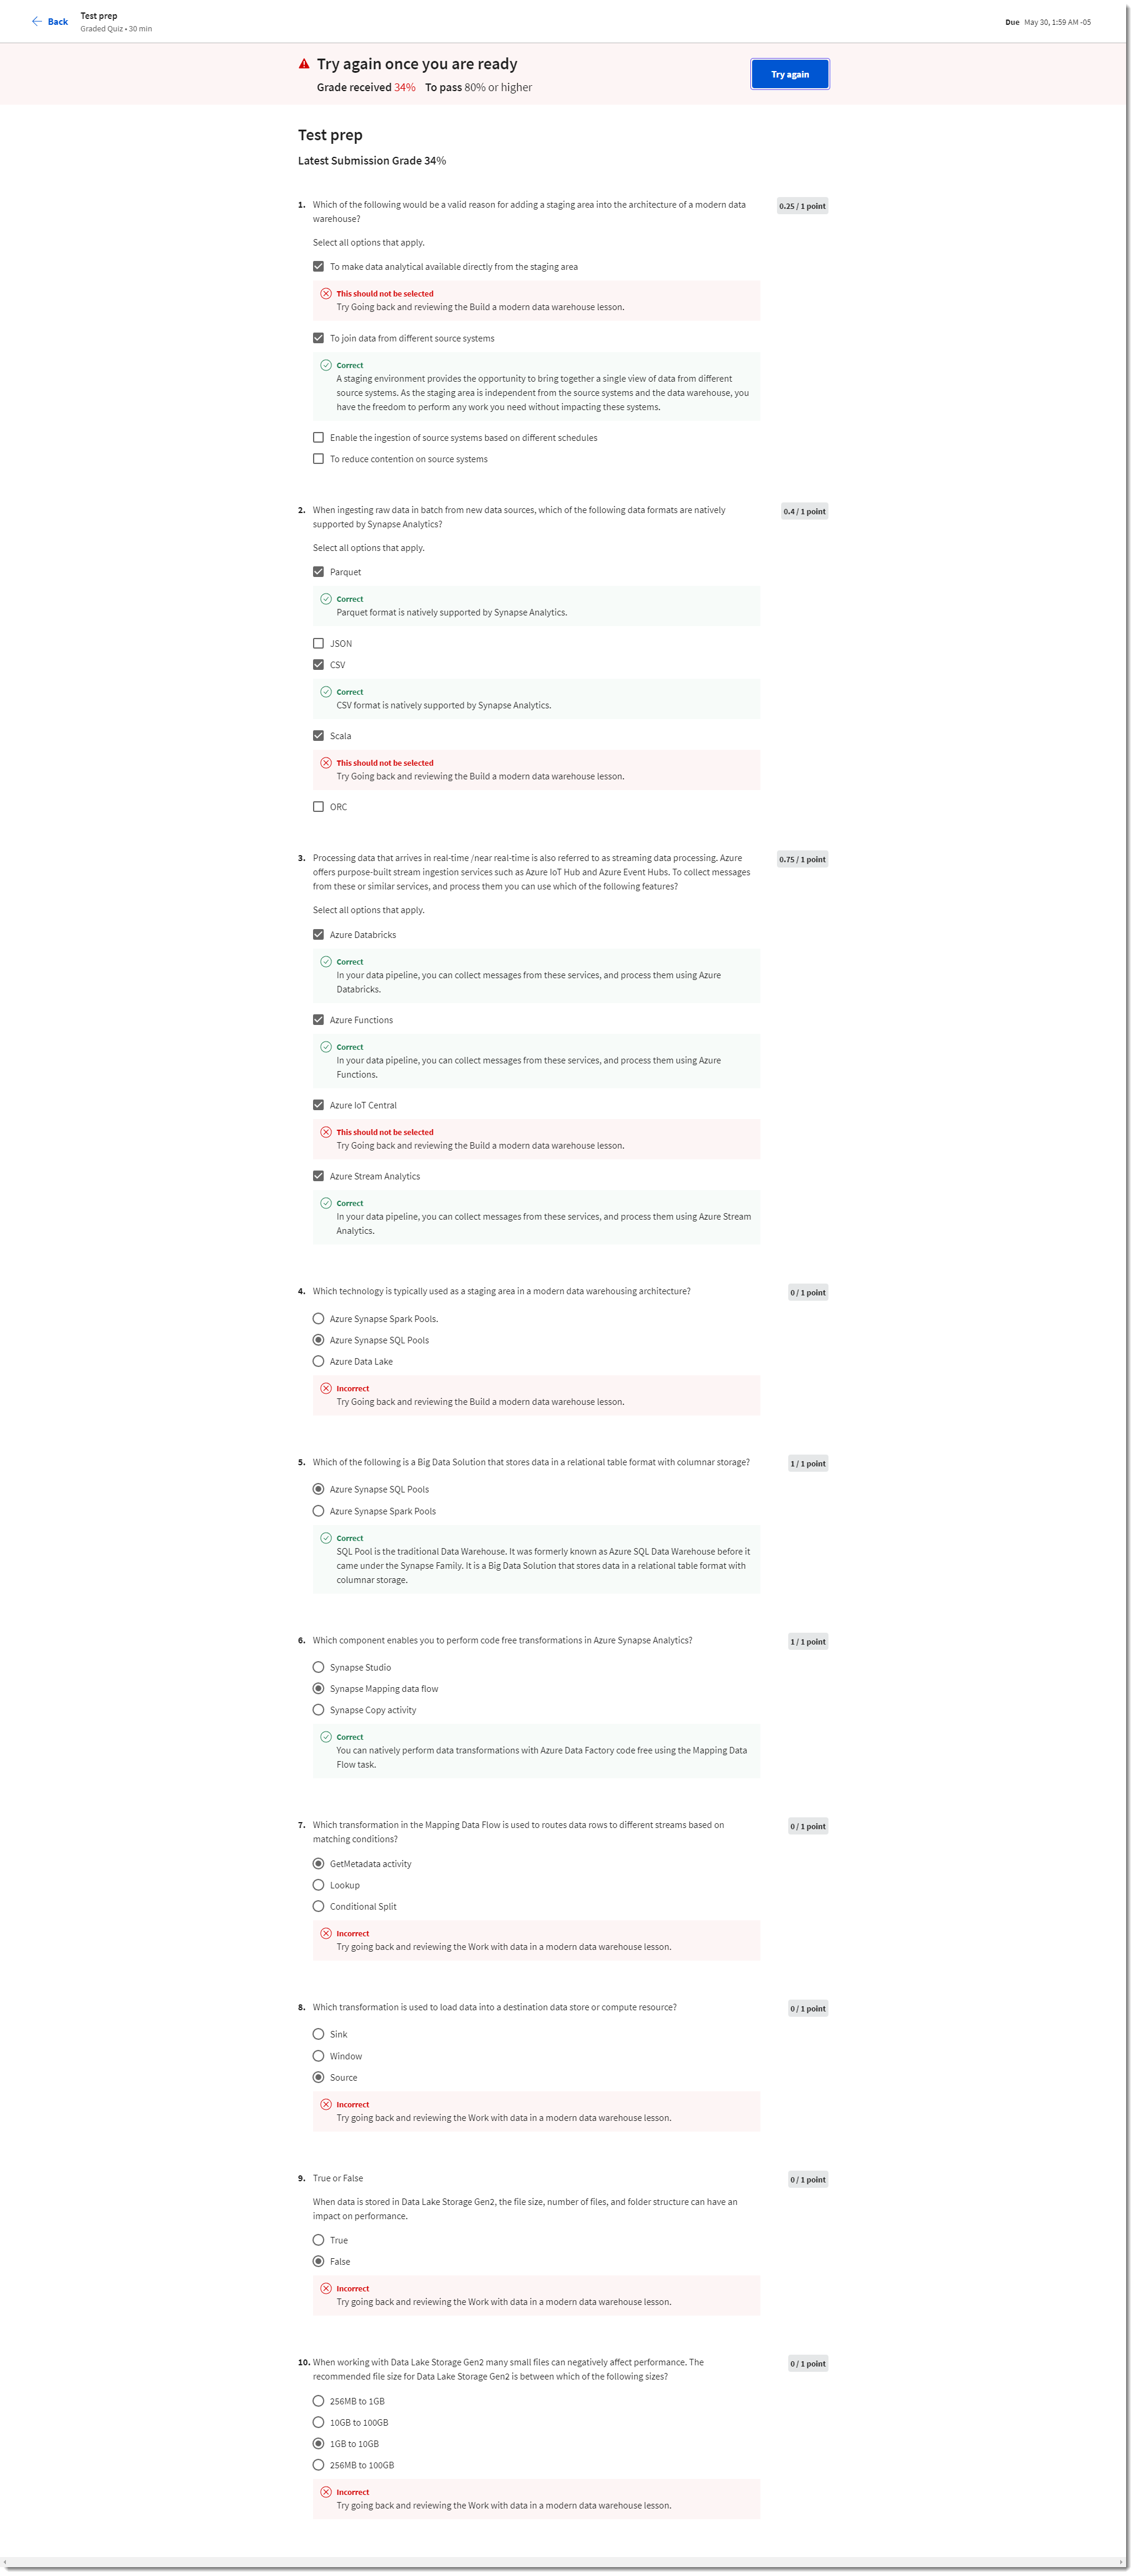 Back
Test prep
Graded Quiz • 30 min
Due May 30, 1:59 AM -05
Try again once you are ready
Grade received 34% To pass 80% or higher
Try again
Test prep
Latest Submission Grade 34%
1. Which of the following would be a valid reason for adding a staging area into the architecture of a modern data
warehouse?
0.25 / 1 point
Select all options that apply.
To make data analytical available directly from the staging area
This should not be selected
Try Going back and reviewing the Build a modern data warehouse lesson.
To join data from different source systems
Correct
A staging environment provides the opportunity to bring together a single view of data from different
source systems. As the staging area is independent from the source systems and the data warehouse, you
have the freedom to perform any work you need without impacting these systems.
Enable the ingestion of source systems based on different schedules
To reduce contention on source systems
2. When ingesting raw data in batch from new data sources, which of the following data formats are natively
supported by Synapse Analytics?
0.4 / 1 point
Select all options that apply.
Parquet
Correct
Parquet format is natively supported by Synapse Analytics.
JSON
CSV
Correct
CSV format is natively supported by Synapse Analytics.
Scala
This should not be selected
Try Going back and reviewing the Build a modern data warehouse lesson.
ORC
3. Processing data that arrives in real-time /near real-time is also referred to as streaming data processing. Azure
offers purpose-built stream ingestion services such as Azure IoT Hub and Azure Event Hubs. To collect messages
from these or similar services, and process them you can use which of the following features?
0.75 / 1 point
Select all options that apply.
Azure Databricks
Correct
In your data pipeline, you can collect messages from these services, and process them using Azure
Databricks.
Azure Functions
Correct
In your data pipeline, you can collect messages from these services, and process them using Azure
Functions.
Azure IoT Central
This should not be selected
Try Going back and reviewing the Build a modern data warehouse lesson.
Azure Stream Analytics
Correct
In your data pipeline, you can collect messages from these services, and process them using Azure Stream
Analytics.
4. Which technology is typically used as a staging area in a modern data warehousing architecture?
0 / 1 point
Azure Synapse Spark Pools.
Azure Synapse SQL Pools
Azure Data Lake
Incorrect
Try Going back and reviewing the Build a modern data warehouse lesson.
5. Which of the following is a Big Data Solution that stores data in a relational table format with columnar storage?
1 / 1 point
Azure Synapse SQL Pools
Azure Synapse Spark Pools
Correct
SQL Pool is the traditional Data Warehouse. It was formerly known as Azure SQL Data Warehouse before it
came under the Synapse Family. It is a Big Data Solution that stores data in a relational table format with
columnar storage.
6. Which component enables you to perform code free transformations in Azure Synapse Analytics?
1 / 1 point
Synapse Studio
Synapse Mapping data flow
Synapse Copy activity
Correct
You can natively perform data transformations with Azure Data Factory code free using the Mapping Data
Flow task.
7. Which transformation in the Mapping Data Flow is used to routes data rows to different streams based on
matching conditions?
0 / 1 point
GetMetadata activity
Lookup
Conditional Split
Incorrect
Try going back and reviewing the Work with data in a modern data warehouse lesson.
8. Which transformation is used to load data into a destination data store or compute resource?
0 / 1 point
Sink
Window
Source
Incorrect
Try going back and reviewing the Work with data in a modern data warehouse lesson.
9. True or False
0 / 1 point
When data is stored in Data Lake Storage Gen2, the file size, number of files, and folder structure can have an
impact on performance.
True
False
Incorrect
Try going back and reviewing the Work with data in a modern data warehouse lesson.
10. When working with Data Lake Storage Gen2 many small files can negatively affect performance. The
recommended file size for Data Lake Storage Gen2 is between which of the following sizes?
0 / 1 point
256MB to 1GB
10GB to 100GB
1GB to 10GB
256MB to 100GB
Incorrect
Try going back and reviewing the Work with data in a modern data warehouse lesson.